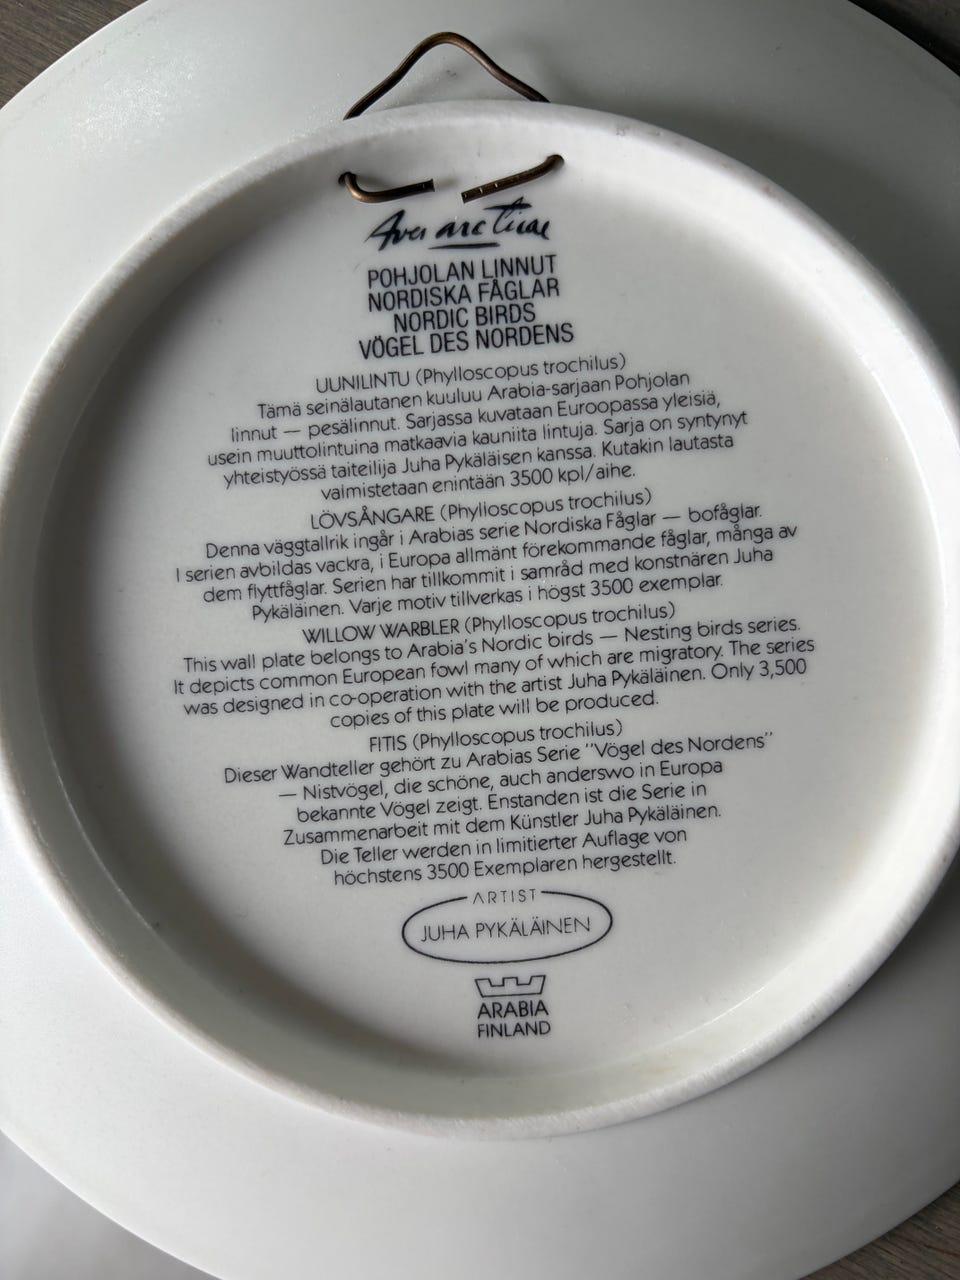 Aves arcticae
POHJOLAN LINNUT
NORDISKA FÅGLAR
NORDIC BIRDS
VÖGEL DES NORDENS
UUNILINTU (Phylloscopus trochilus)
Tämä seinälautanen kuuluu Arabia-sarjaan Pohjolan
linnut — pesälinnut. Sarjassa kuvataan Euroopassa yleisiä,
usein muuttolintuina matkaavia kauniita lintuja. Sarja on syntynyt
yhteistyössä taiteilija Juha Pykäläisen kanssa. Kutakin lautasta
valmistetaan enintään 3500 kpl/aihe.
LÖVSÅNGARE (Phylloscopus trochilus)
Denna väggtallrik ingår i Arabias serie Nordiska Fåglar — bofåglar.
I serien avbildas vackra, i Europa allmänt förekommande fåglar, många av
dem flyttfåglar. Serien har tillkommit i samråd med konstnären Juha
Pykäläinen. Varje motiv tillverkas i högst 3500 exemplar.
WILLOW WARBLER (Phylloscopus trochilus)
This wall plate belongs to Arabia's Nordic birds — Nesting birds series.
It depicts common European fowl many of which are migratory. The series
was designed in co-operation with the artist Juha Pykäläinen. Only 3,500
copies of this plate will be produced.
FITIS (Phylloscopus trochilus)
Dieser Wandteller gehört zu Arabias Serie "Vögel des Nordens"
— Nistvögel, die schöne, auch anderswo in Europa
bekannte Vögel zeigt. Enstanden ist die Serie in
Zusammenarbeit mit dem Künstler Juha Pykäläinen.
Die Teller werden in limitierter Auflage von
höchstens 3500 Exemplaren hergestellt.
ARTIST
JUHA PYKÄLÄINEN
ARABIA
FINLAND